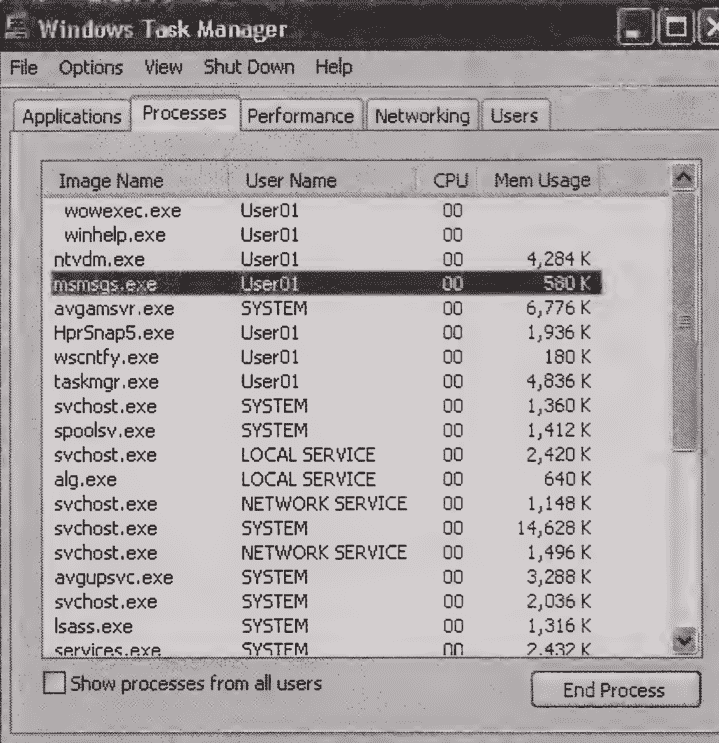 Windows Task Manager
File Options View Shut Down Help
Applications Processes Performance Networking Users
Image Name User Name CPU Mem Usage
wowexec.exe User01 00
winhelp.exe User01 00
ntvdm.exe User01 00 4,284 K
msmsgs.exe User01 00 580 K
avgamsvr.exe SYSTEM 00 6,776 K
HprSnap5.exe User01 00 1,936 K
wscntfy.exe User01 00 180 K
taskmgr.exe User01 00 4,836 K
svchost.exe SYSTEM 00 1,360 K
spoolsv.exe SYSTEM 00 1,412 K
svchost.exe LOCAL SERVICE 00 2,420 K
alg.exe LOCAL SERVICE 00 640 K
svchost.exe NETWORK SERVICE 00 1,148 K
svchost.exe SYSTEM 00 14,628 K
svchost.exe NETWORK SERVICE 00 1,496 K
avgupsvc.exe SYSTEM 00 3,288 K
svchost.exe SYSTEM 00 2,036 K
lsass.exe SYSTEM 00 1,316 K
services.exe SYSTEM 00 2,432 K
Show processes from all users
End Process